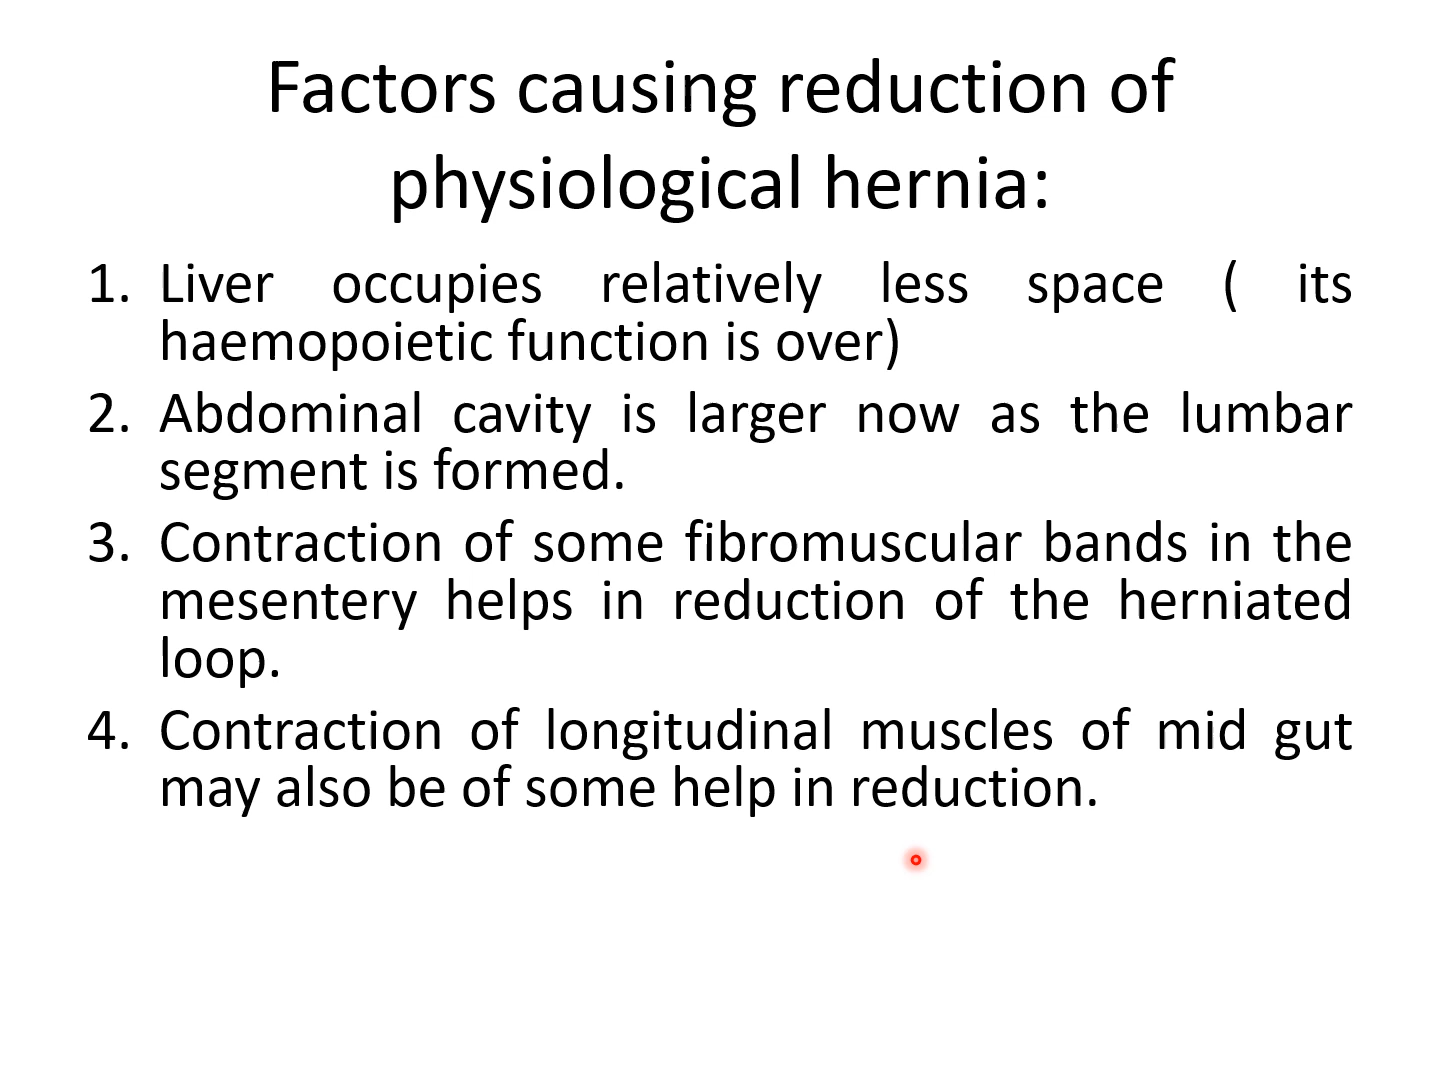 Factors causing reduction of
physiological hernia:
1. Liver occupies relatively less space ( its
haemopoietic function is over)
2. Abdominal cavity is larger now as the lumbar
segment is formed.
3. Contraction of some fibromuscular bands in the
mesentery helps in reduction of the herniated
loop.
4. Contraction of longitudinal muscles of mid gut
may also be of some help in reduction.